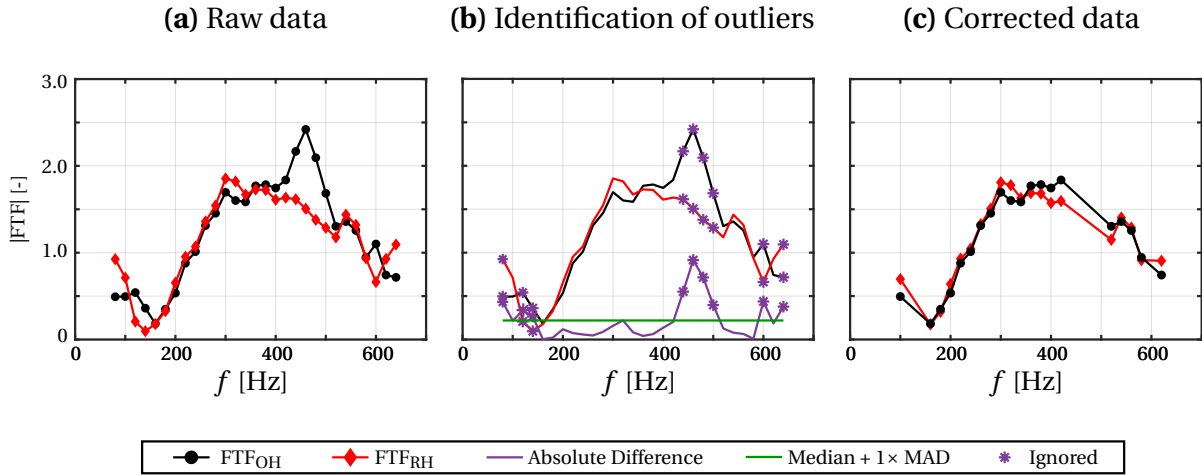 (a) Raw data
(b) Identification of outliers
(c) Corrected data
|FTF| [-]
3.0
2.0
1.0
0
0 200 400 600
f [Hz]
0 200 400 600
f [Hz]
0 200 400 600
f [Hz]
FTF_OH FTF_RH Absolute Difference Median + 1× MAD Ignored